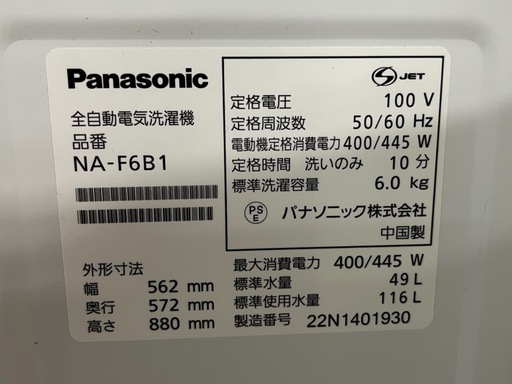 Panasonic
全自動電気洗濯機
品番
NA-F6B1
外形寸法
幅 562 mm
奥行 572 mm
高さ 880 mm
S JET
定格電圧 100 V
定格周波数 50/60 Hz
電動機定格消費電力 400/445 W
定格時間 洗いのみ 10 分
標準洗濯容量 6.0 kg
PS E パナソニック株式会社
中国製
最大消費電力 400/445 W
標準水量 49 L
標準使用水量 116 L
製造番号 22N1401930